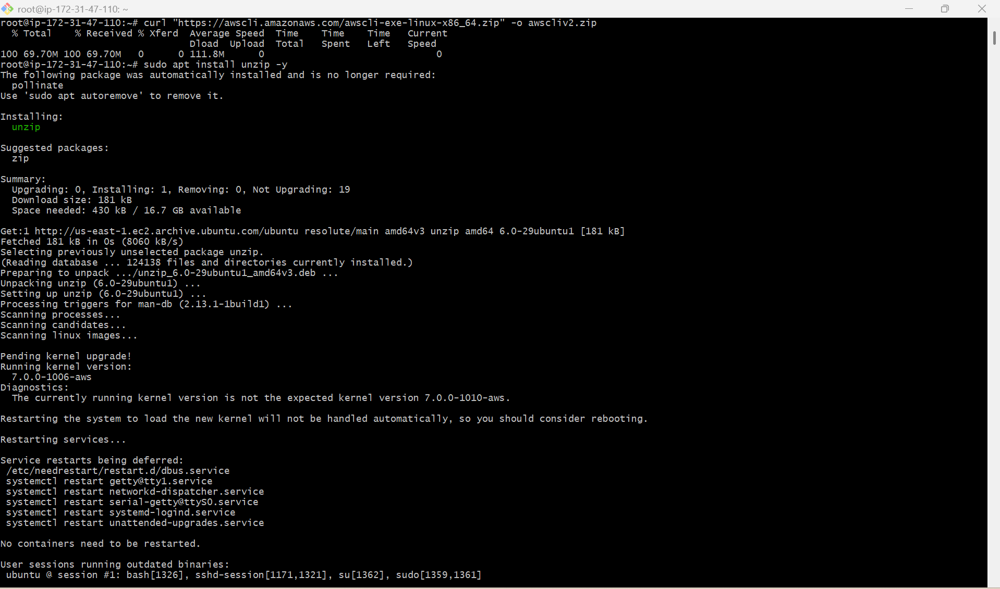 root@ip-172-31-47-110: ~
root@ip-172-31-47-110:~# curl "https://awscli.amazonaws.com/awscli-exe-linux-x86_64.zip" -o awscliv2.zip
  % Total    % Received % Xferd  Average Speed  Time    Time    Time   Current
                                 Dload  Upload  Total   Spent   Left   Speed
100 69.70M 100 69.70M   0      0 111.8M      0                              0
root@ip-172-31-47-110:~# sudo apt install unzip -y
The following package was automatically installed and is no longer required:
  pollinate
Use 'sudo apt autoremove' to remove it.

Installing:
  unzip

Suggested packages:
  zip

Summary:
  Upgrading: 0, Installing: 1, Removing: 0, Not Upgrading: 19
  Download size: 181 kB
  Space needed: 430 kB / 16.7 GB available

Get:1 http://us-east-1.ec2.archive.ubuntu.com/ubuntu resolute/main amd64v3 unzip amd64 6.0-29ubuntu1 [181 kB]
Fetched 181 kB in 0s (8060 kB/s)
Selecting previously unselected package unzip.
(Reading database ... 124138 files and directories currently installed.)
Preparing to unpack .../unzip_6.0-29ubuntu1_amd64v3.deb ...
Unpacking unzip (6.0-29ubuntu1) ...
Setting up unzip (6.0-29ubuntu1) ...
Processing triggers for man-db (2.13.1-1build1) ...
Scanning processes...
Scanning candidates...
Scanning linux images...

Pending kernel upgrade!
Running kernel version:
  7.0.0-1006-aws
Diagnostics:
  The currently running kernel version is not the expected kernel version 7.0.0-1010-aws.

Restarting the system to load the new kernel will not be handled automatically, so you should consider rebooting.

Restarting services...

Service restarts being deferred:
 /etc/needrestart/restart.d/dbus.service
 systemctl restart getty@tty1.service
 systemctl restart networkd-dispatcher.service
 systemctl restart serial-getty@ttyS0.service
 systemctl restart systemd-logind.service
 systemctl restart unattended-upgrades.service

No containers need to be restarted.

User sessions running outdated binaries:
 ubuntu @ session #1: bash[1326], sshd-session[1171,1321], su[1362], sudo[1359,1361]